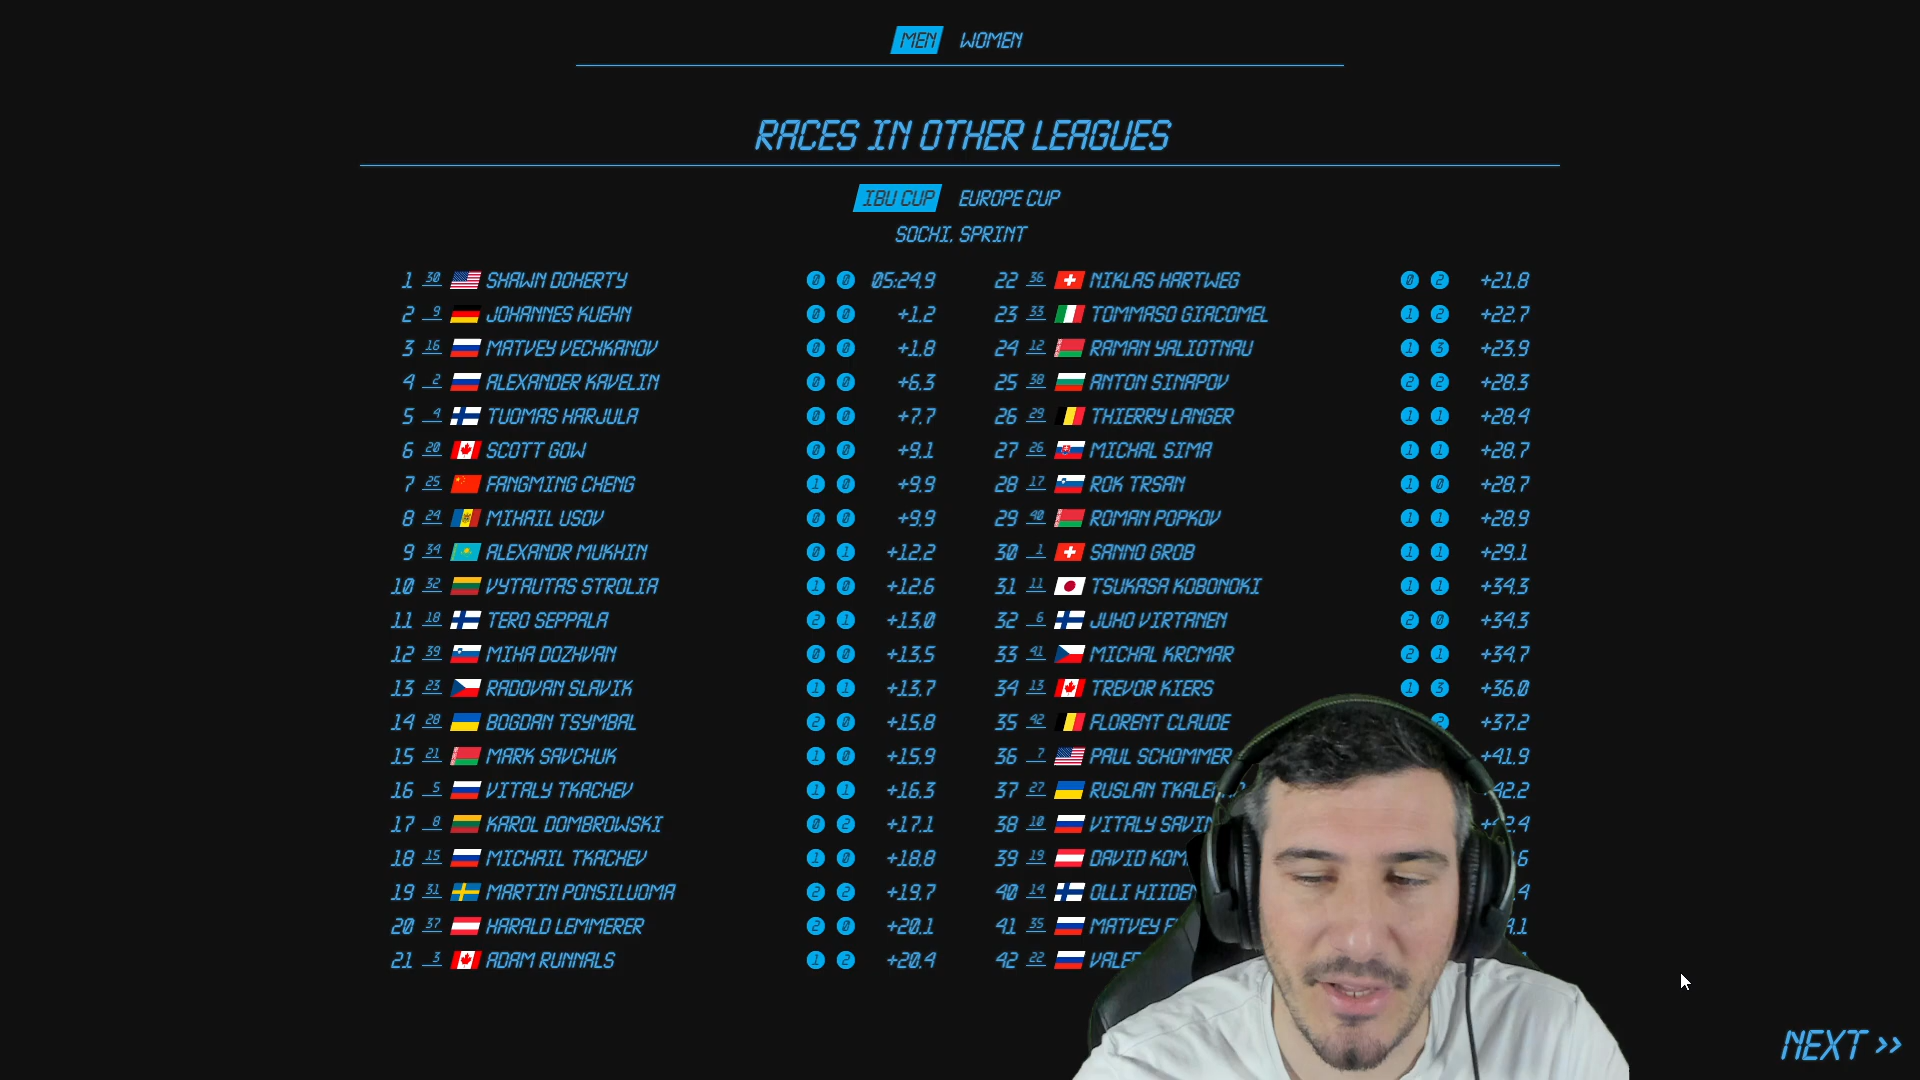 MEN WOMEN
RACES IN OTHER LEAGUES
IBU CUP EUROPE CUP
SOCHI, SPRINT
1 30 SHAWN DOHERTY 0 0 05:24.9
2 9 JOHANNES KUEHN 0 0 +1.2
3 16 MATVEY VECHKANOV 0 0 +1.8
4 2 ALEXANDER KAVELIN 0 0 +6.3
5 4 TUOMAS HARJULA 0 0 +7.7
6 20 SCOTT GOW 0 0 +9.1
7 25 FANGMING CHENG 1 0 +9.9
8 24 MIHAIL USOV 0 0 +9.9
9 34 ALEXANDR MUKHIN 0 1 +12.2
10 32 VYTAUTAS STROLIA 1 0 +12.6
11 18 TERO SEPPALA 2 1 +13.0
12 39 MIHA DOZHVAN 0 0 +13.5
13 23 RADOVAN SLAVIK 1 1 +13.7
14 28 BOGDAN TSYMBAL 2 0 +15.8
15 21 MARK SAVCHUK 1 0 +15.9
16 5 VITALY TKACHEV 1 1 +16.3
17 8 KAROL DOMBROWSKI 0 2 +17.1
18 15 MICHAIL TKACHEV 1 0 +18.8
19 31 MARTIN PONSILUOMA 2 2 +19.7
20 37 HARALD LEMMERER 2 0 +20.1
21 3 ADAM RUNNALS 1 2 +20.4
22 36 NIKLAS HARTWEG 0 2 +21.8
23 33 TOMMASO GIACOMEL 1 2 +22.7
24 12 RAMAN YALIOTNAU 1 3 +23.9
25 38 ANTON SINAPOV 2 2 +28.3
26 29 THIERRY LANGER 1 1 +28.4
27 26 MICHAL SIMA 1 1 +28.7
28 17 ROK TRSAN 1 0 +28.7
29 40 ROMAN POPKOV 1 1 +28.9
30 1 SANNO GROB 1 1 +29.1
31 11 TSUKASA KOBONOKI 1 1 +34.3
32 6 JUHO VIRTANEN 2 0 +34.3
33 41 MICHAL KRCMAR 2 1 +34.7
34 13 TREVOR KIERS 1 3 +36.0
35 42 FLORENT CLAUDE +37.2
36 7 PAUL SCHOMMER +41.9
37 27 RUSLAN
38 10 VITALY
39 19 DAVID
40 14 OLLI
41 35 MATVEY
42 22
NEXT >>